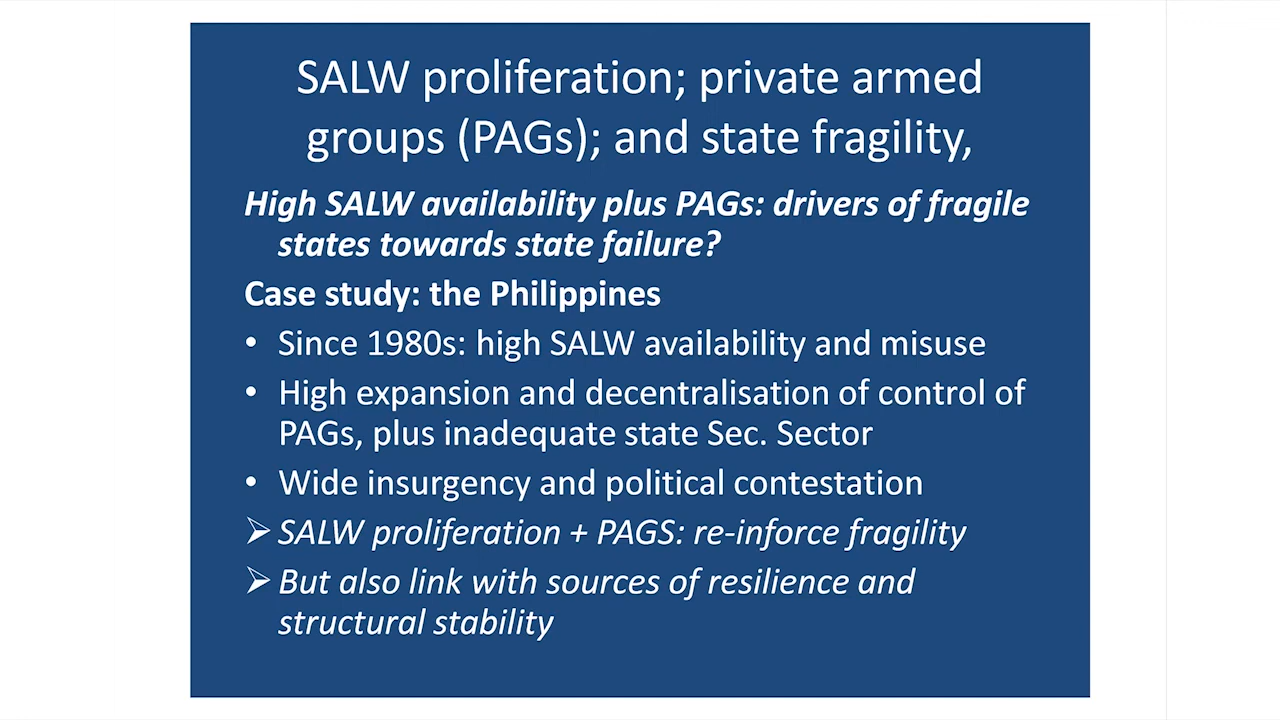 SALW proliferation; private armed
groups (PAGs); and state fragility,
High SALW availability plus PAGs: drivers of fragile
states towards state failure?
Case study: the Philippines
• Since 1980s: high SALW availability and misuse
• High expansion and decentralisation of control of
PAGs, plus inadequate state Sec. Sector
• Wide insurgency and political contestation
➢ SALW proliferation + PAGS: re-inforce fragility
➢ But also link with sources of resilience and
structural stability